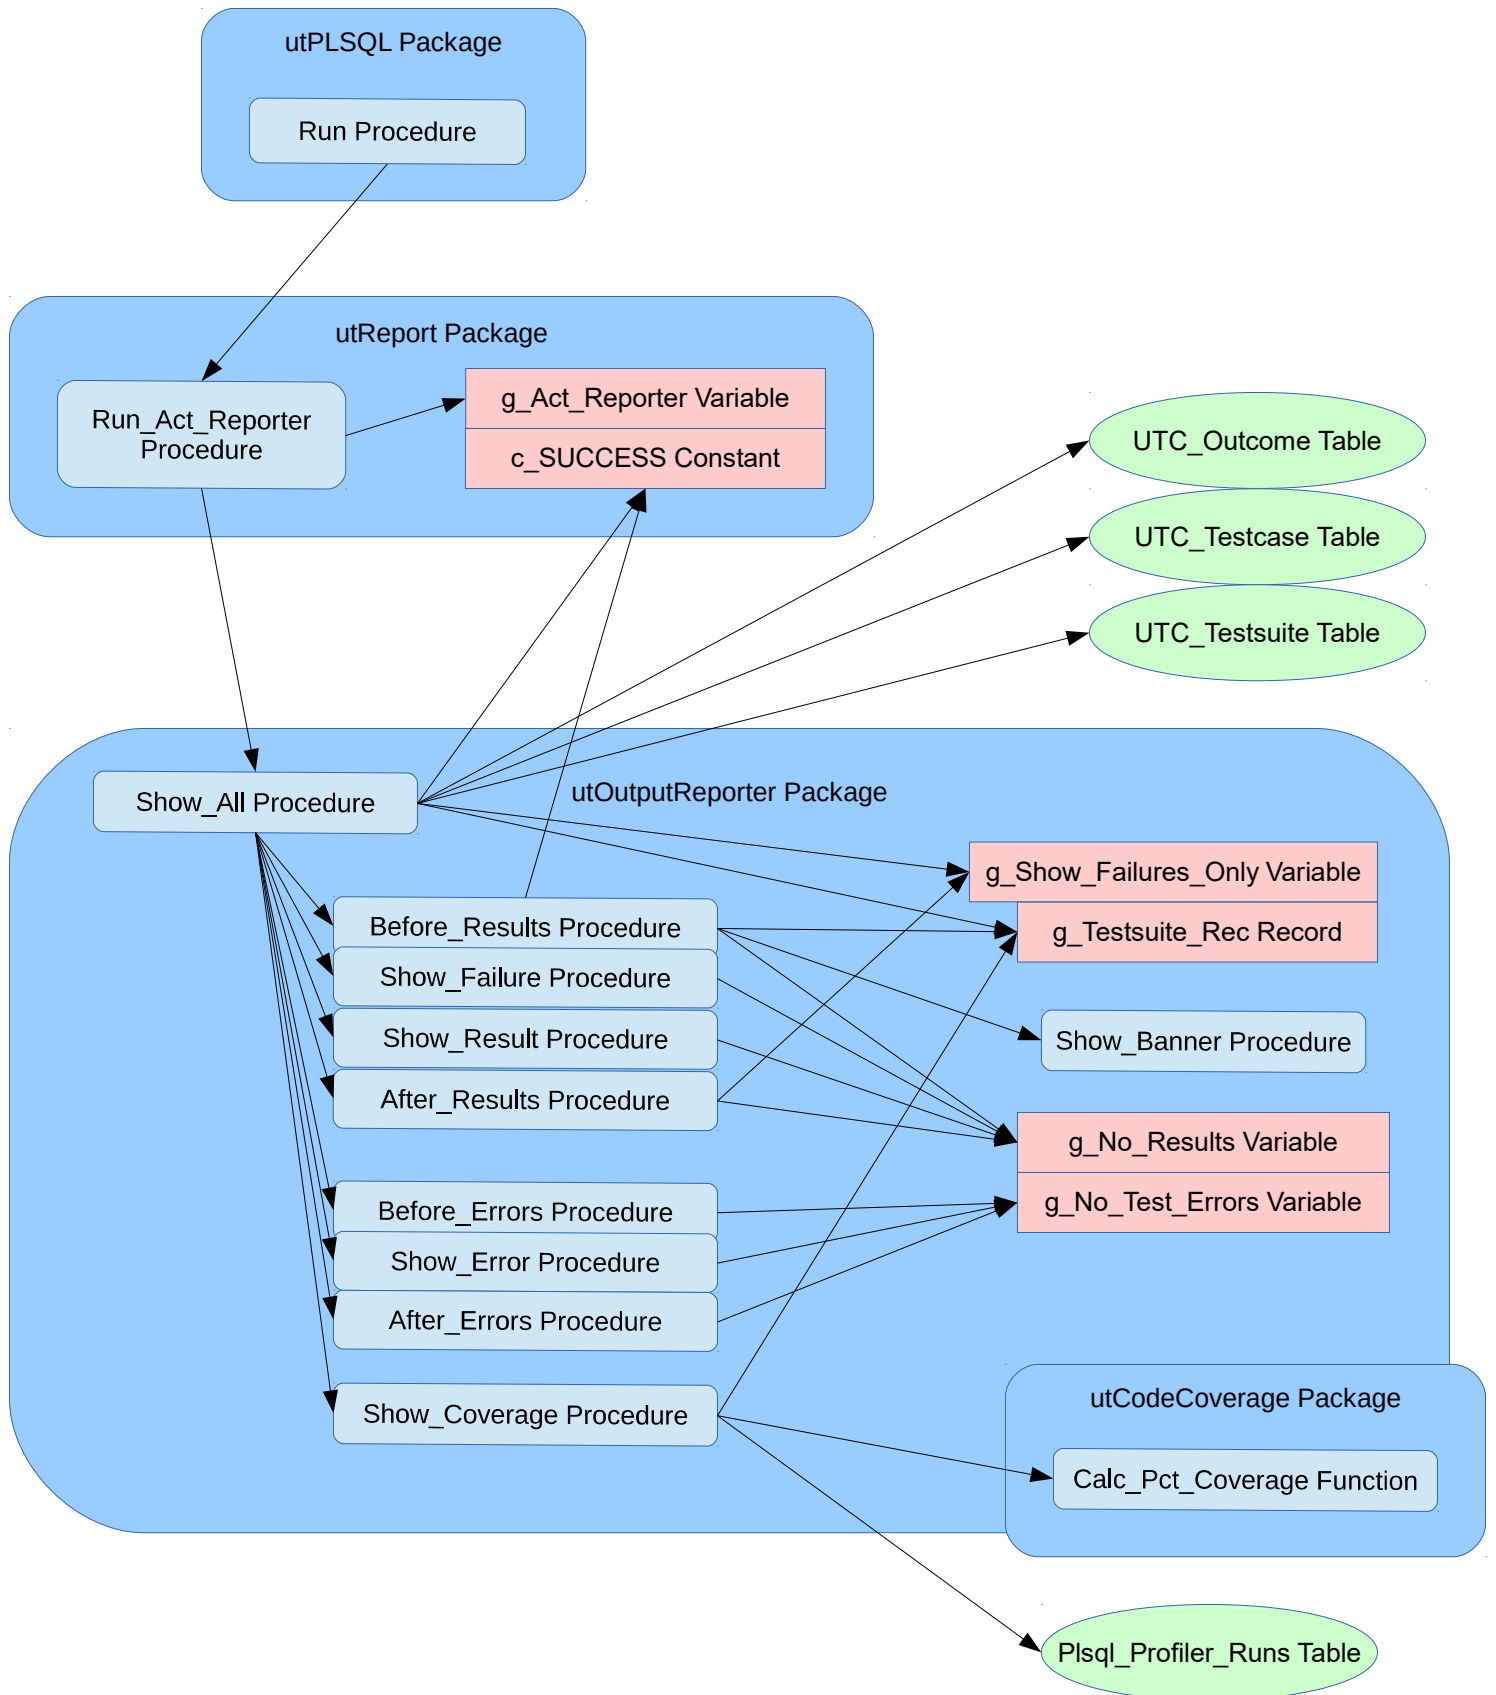 utPLSQL Package
Run Procedure
utReport Package
Run_Act_Reporter
Procedure
g_Act_Reporter Variable
c_SUCCESS Constant
UTC_Outcome Table
UTC_Testcase Table
UTC_Testsuite Table
utOutputReporter Package
Show_All Procedure
g_Show_Failures_Only Variable
g_Testsuite_Rec Record
Before_Results Procedure
Show_Failure Procedure
Show_Result Procedure
After_Results Procedure
Show_Banner Procedure
g_No_Results Variable
g_No_Test_Errors Variable
Before_Errors Procedure
Show_Error Procedure
After_Errors Procedure
Show_Coverage Procedure
utCodeCoverage Package
Calc_Pct_Coverage Function
Plsql_Profiler_Runs Table